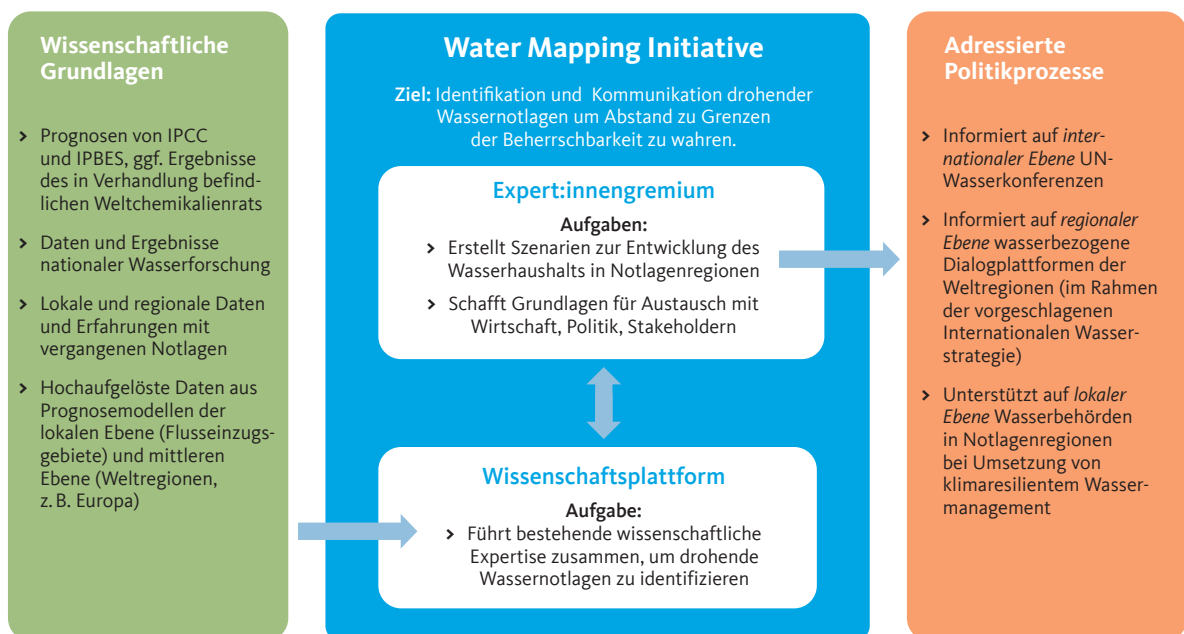 Wissenschaftliche
Grundlagen
> Prognosen von IPCC
und IPBES, ggf. Ergebnisse
des in Verhandlung befind-
lichen Weltchemikalienrats
> Daten und Ergebnisse
nationaler Wasserforschung
> Lokale und regionale Daten
und Erfahrungen mit
vergangenen Notlagen
> Hochaufgelöste Daten aus
Prognosemodellen der
lokalen Ebene (Flusseinzugs-
gebiete) und mittleren
Ebene (Weltregionen,
z. B. Europa)
Water Mapping Initiative
Ziel: Identifikation und Kommunikation drohender
Wassernotlagen um Abstand zu Grenzen
der Beherrschbarkeit zu wahren.
Expert:innengremium
Aufgaben:
> Erstellt Szenarien zur Entwicklung des
Wasserhaushalts in Notlagenregionen
> Schafft Grundlagen für Austausch mit
Wirtschaft, Politik, Stakeholdern
Wissenschaftsplattform
Aufgabe:
> Führt bestehende wissenschaftliche
Expertise zusammen, um drohende
Wassernotlagen zu identifizieren
Adressierte
Politikprozesse
> Informiert auf inter-
nationaler Ebene UN-
Wasserkonferenzen
> Informiert auf regionaler
Ebene wasserbezogene
Dialogplattformen der
Weltregionen (im Rahmen
der vorgeschlagenen
Internationalen Wasser-
strategie)
> Unterstützt auf lokaler
Ebene Wasserbehörden
in Notlagenregionen
bei Umsetzung von
klimaresilientem Wasser-
management